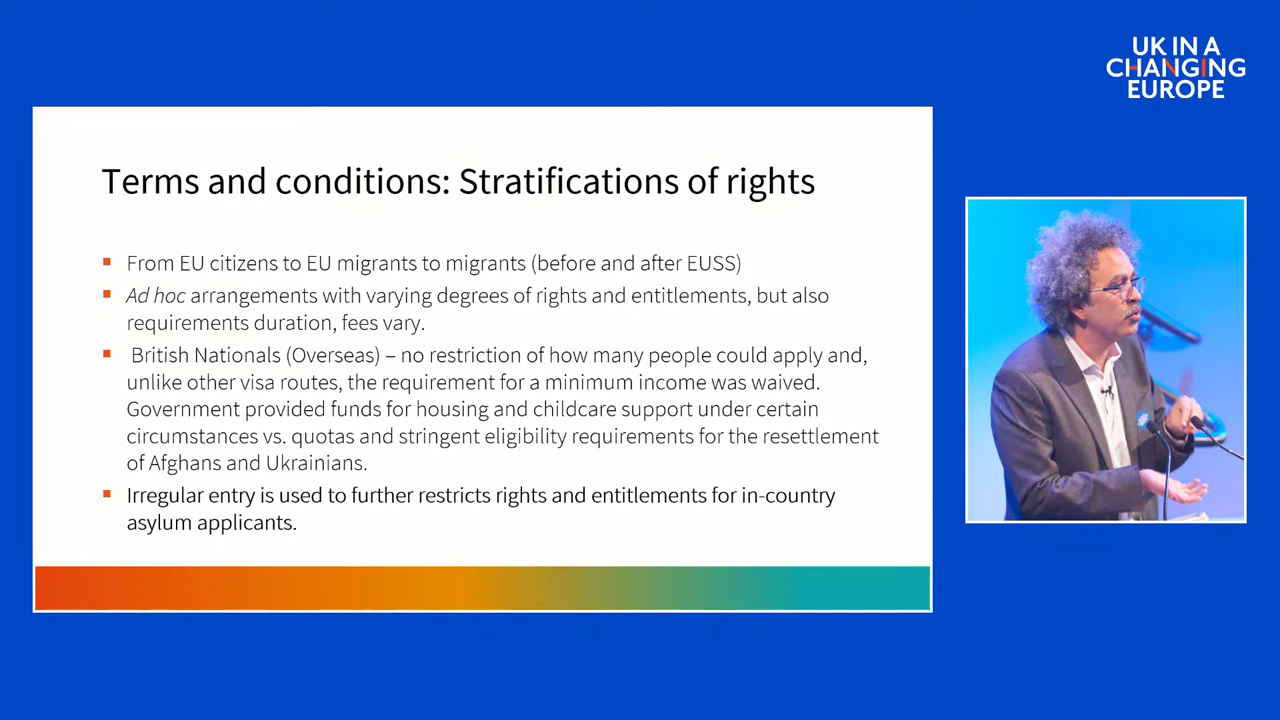 UK IN A
CHANGING
EUROPE
Terms and conditions: Stratifications of rights
From EU citizens to EU migrants to migrants (before and after EUSS)
Ad hoc arrangements with varying degrees of rights and entitlements, but also
requirements duration, fees vary.
British Nationals (Overseas) – no restriction of how many people could apply and,
unlike other visa routes, the requirement for a minimum income was waived.
Government provided funds for housing and childcare support under certain
circumstances vs. quotas and stringent eligibility requirements for the resettlement
of Afghans and Ukrainians.
Irregular entry is used to further restricts rights and entitlements for in-country
asylum applicants.